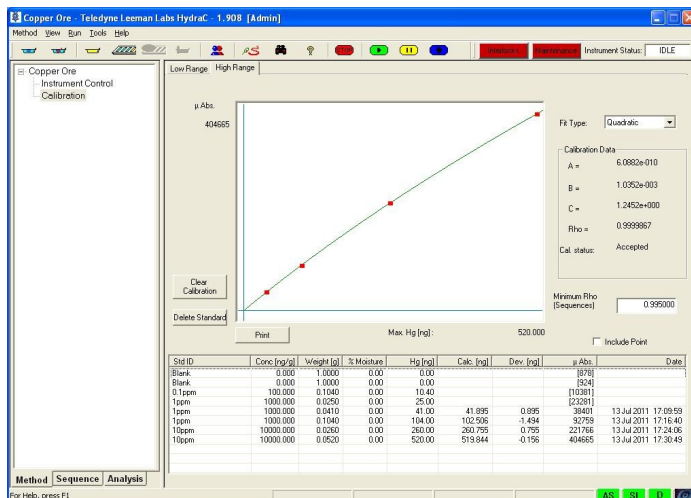 Copper Ore - Teledyne Leeman Labs HydraC - 1.908 [Admin]
Method View Run Tools Help
STOP
Interlocks Maintenance Instrument Status: IDLE
Copper Ore
Instrument Control
Calibration
Low Range High Range
µ Abs.
404665
Fit Type: Quadratic
Calibration Data
A = 6.0882e-010
B = 1.0352e-003
C = 1.2452e+000
Rho = 0.9999867
Cal. status: Accepted
Clear
Calibration
Delete Standard
Minimum Rho
(Sequences) 0.995000
Print Max. Hg [ng] : 520.000
Include Point
Std ID Conc [ng/g] Weight [g] % Moisture Hg [ng] Calc. [ng] Dev. [ng] µ Abs. Date
Blank 0.000 1.0000 0.00 0.00 [878]
Blank 0.000 1.0000 0.00 0.00 [924]
0.1ppm 100.000 0.1040 0.00 10.40 [10381]
1ppm 1000.000 0.0250 0.00 25.00 [23281]
1ppm 1000.000 0.0410 0.00 41.00 41.895 0.895 38401 13 Jul 2011 17:09:59
1ppm 1000.000 0.1040 0.00 104.00 102.506 -1.494 92759 13 Jul 2011 17:16:40
10ppm 10000.000 0.0260 0.00 260.00 260.755 0.755 221766 13 Jul 2011 17:24:06
10ppm 10000.000 0.0520 0.00 520.00 519.844 -0.156 404665 13 Jul 2011 17:30:49
Method Sequence Analysis
For Help, press F1
AS SL D G